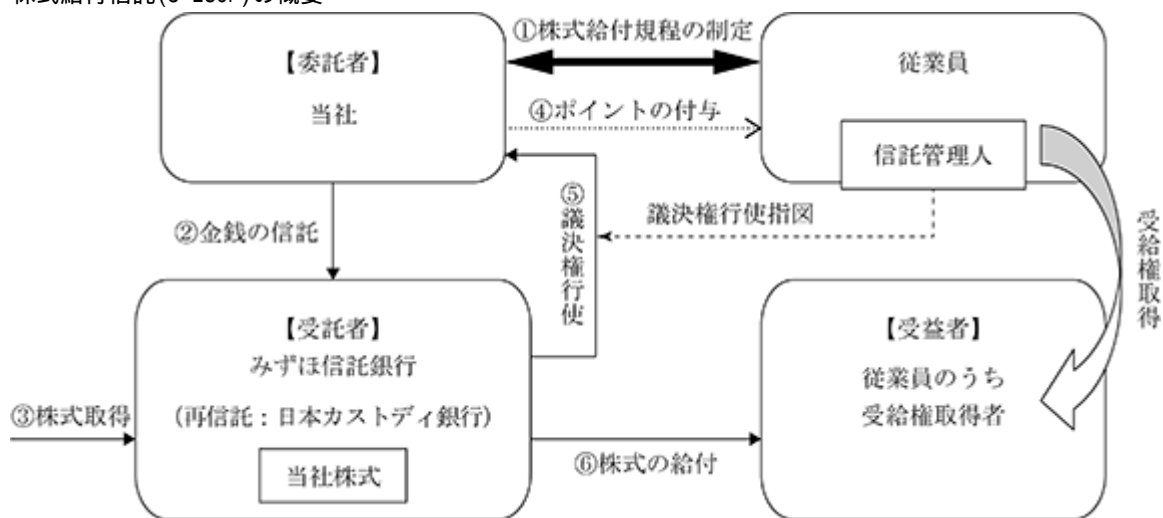 株式給付信託(J-ESOP)の概要
①株式給付規程の制定
【委託者】
当社
従業員
④ポイントの付与
信託管理人
②金銭の信託
⑤議決権行使
議決権行使指図
受給権取得
【受託者】
みずほ信託銀行
(再信託:日本カストディ銀行)
当社株式
【受益者】
従業員のうち
受給権取得者
③株式取得
⑥株式の給付